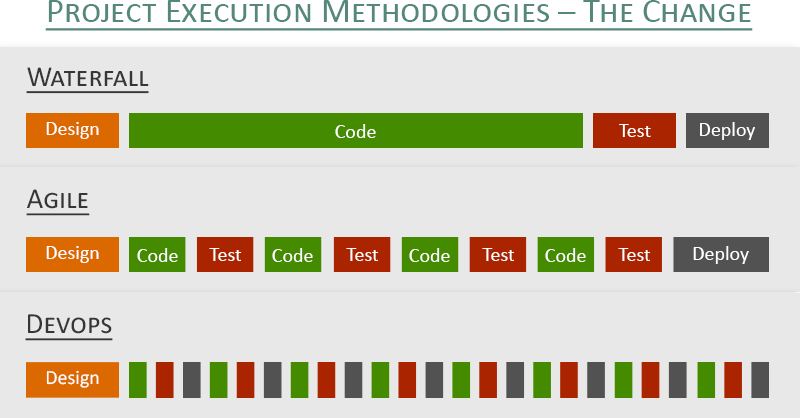 Project Execution Methodologies – The Change
Waterfall
Design Code Test Deploy
Agile
Design Code Test Code Test Code Test Code Test Deploy
Devops
Design